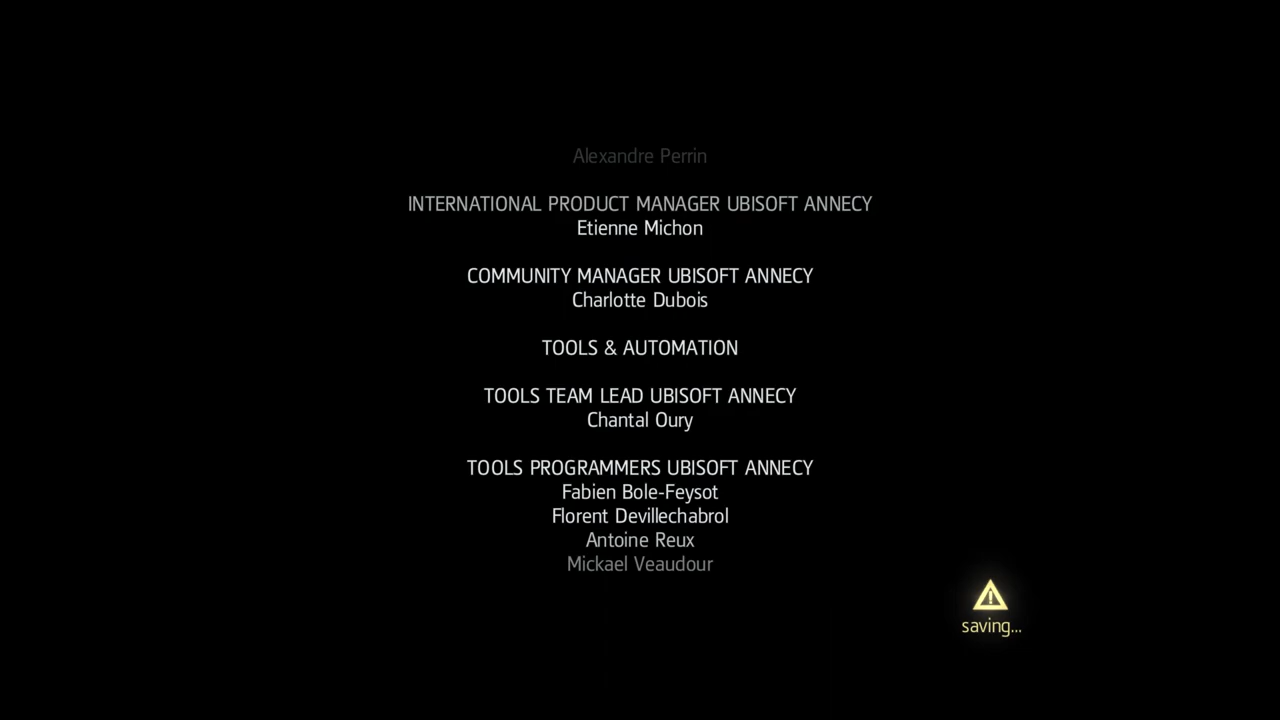 Alexandre Perrin
INTERNATIONAL PRODUCT MANAGER UBISOFT ANNECY
Etienne Michon
COMMUNITY MANAGER UBISOFT ANNECY
Charlotte Dubois
TOOLS & AUTOMATION
TOOLS TEAM LEAD UBISOFT ANNECY
Chantal Oury
TOOLS PROGRAMMERS UBISOFT ANNECY
Fabien Bole-Feysot
Florent Devillechabrol
Antoine Reux
Mickael Veaudour
saving...